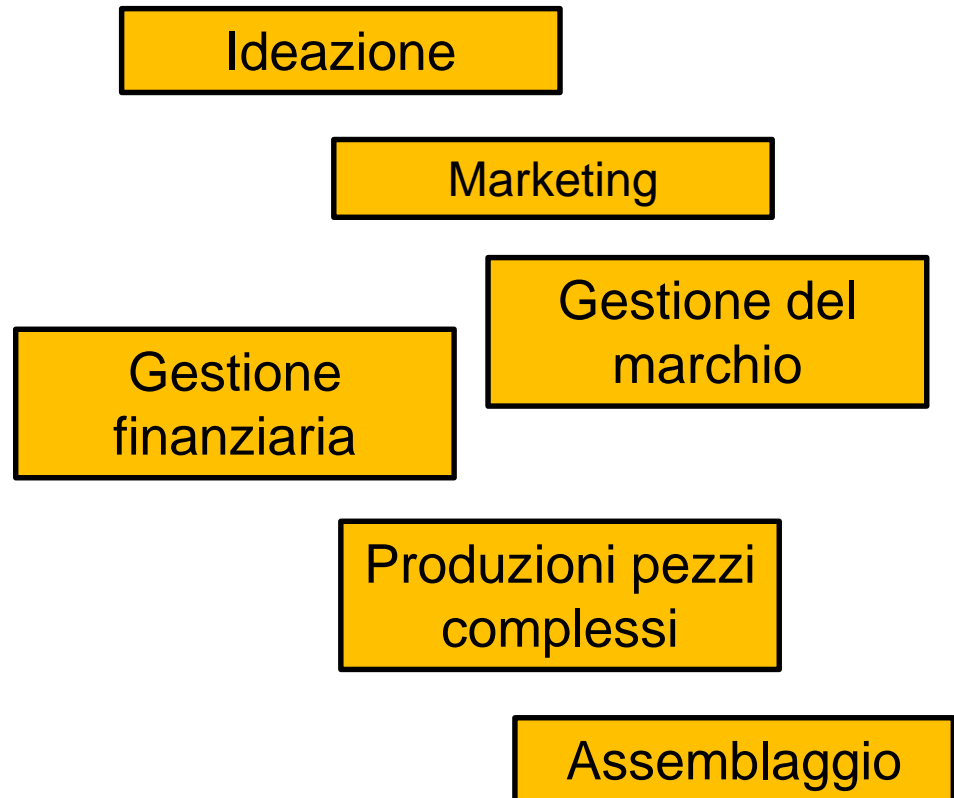 Ideazione
Marketing
Gestione del
marchio
Gestione
finanziaria
Produzioni pezzi
complessi
Assemblaggio